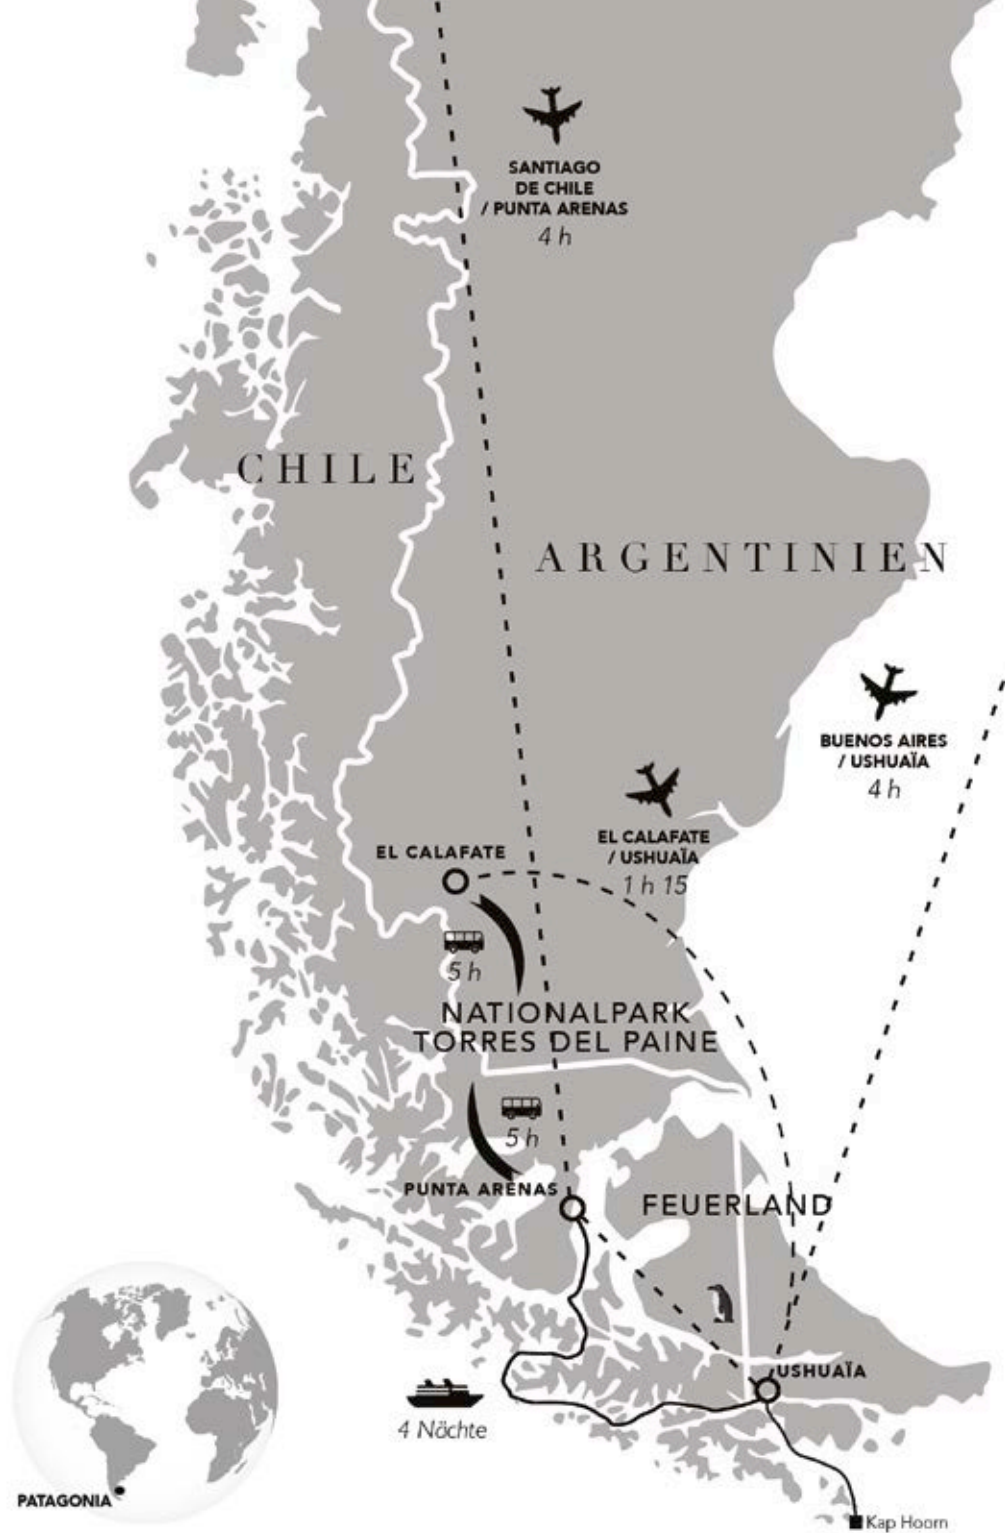 SANTIAGO
DE CHILE
/ PUNTA ARENAS
4 h
CHILE
ARGENTINIEN
BUENOS AIRES
/ USHUAÏA
4 h
EL CALAFATE
/ USHUAÏA
1 h 15
EL CALAFATE
5 h
NATIONALPARK
TORRES DEL PAINE
5 h
PUNTA ARENAS
FEUERLAND
USHUAÏA
4 Nächte
PATAGONIA
Kap Hoorn